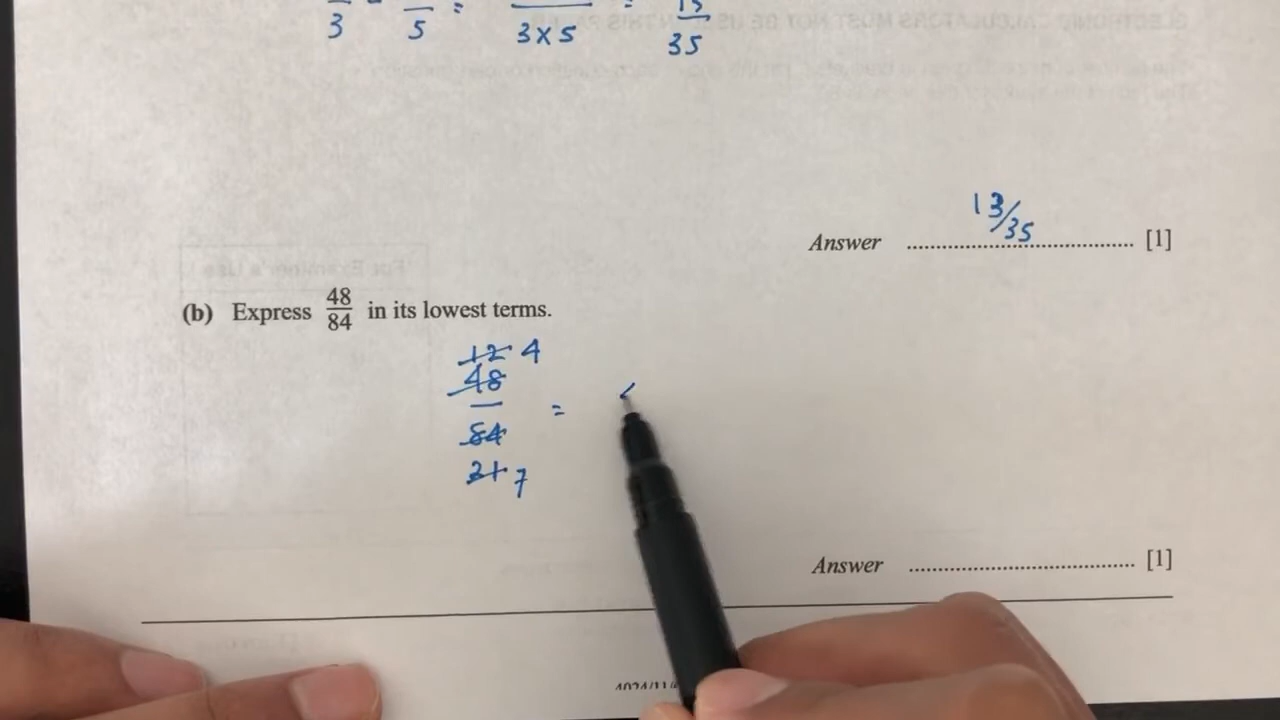 3 - 5 = 3 X 5 = 35
13/35
Answer ........................................ [1]
(b) Express 48/84 in its lowest terms.
12 4
48
=
84
21 7
Answer ........................................ [1]